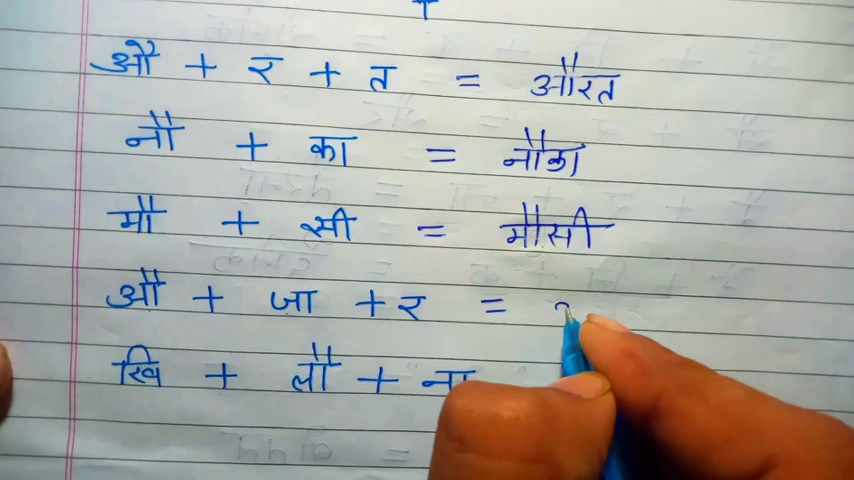 औ + र + त = औरत
नौ + का = नौका
मौ + सी = मौसी
औ + जा + र =
खि + लौ + ना